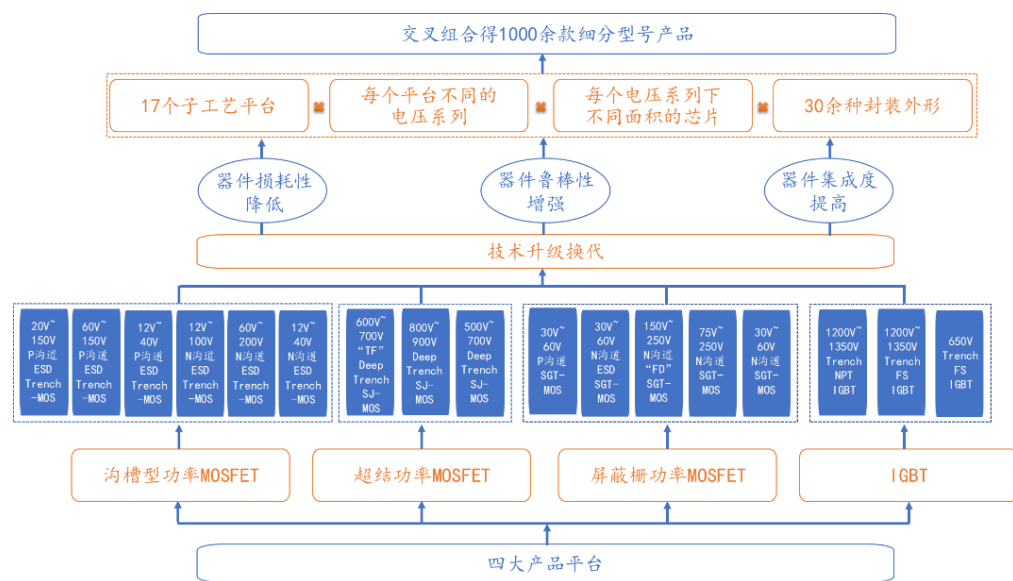 交叉组合得1000余款细分型号产品
17个子工艺平台
每个平台不同的
电压系列
每个电压系列下
不同面积的芯片
30余种封装外形
器件损耗性
降低
器件鲁棒性
增强
器件集成度
提高
技术升级换代
20V~
150V
P沟道
ESD
Trench
-MOS
60V~
150V
P沟道
ESD
Trench
-MOS
12V~
40V
P沟道
ESD
Trench
-MOS
12V~
100V
N沟道
ESD
Trench
-MOS
60V~
200V
N沟道
ESD
Trench
-MOS
12V~
40V
N沟道
ESD
Trench
-MOS
600V~
700V
“TF”
Deep
Trench
SJ-
MOS
800V~
900V
Deep
Trench
SJ-
MOS
500V~
700V
Deep
Trench
SJ-
MOS
30V~
60V
P沟道
SGT-
MOS
30V~
60V
N沟道
ESD
SGT-
MOS
150V~
250V
N沟道
“FD”
SGT-
MOS
75V~
250V
N沟道
SGT-
MOS
30V~
60V
N沟道
SGT-
MOS
1200V~
1350V
Trench
NPT
IGBT
1200V~
1350V
Trench
FS
IGBT
650V
Trench
FS
IGBT
沟槽型功率MOSFET
超结功率MOSFET
屏蔽栅功率MOSFET
IGBT
四大产品平台